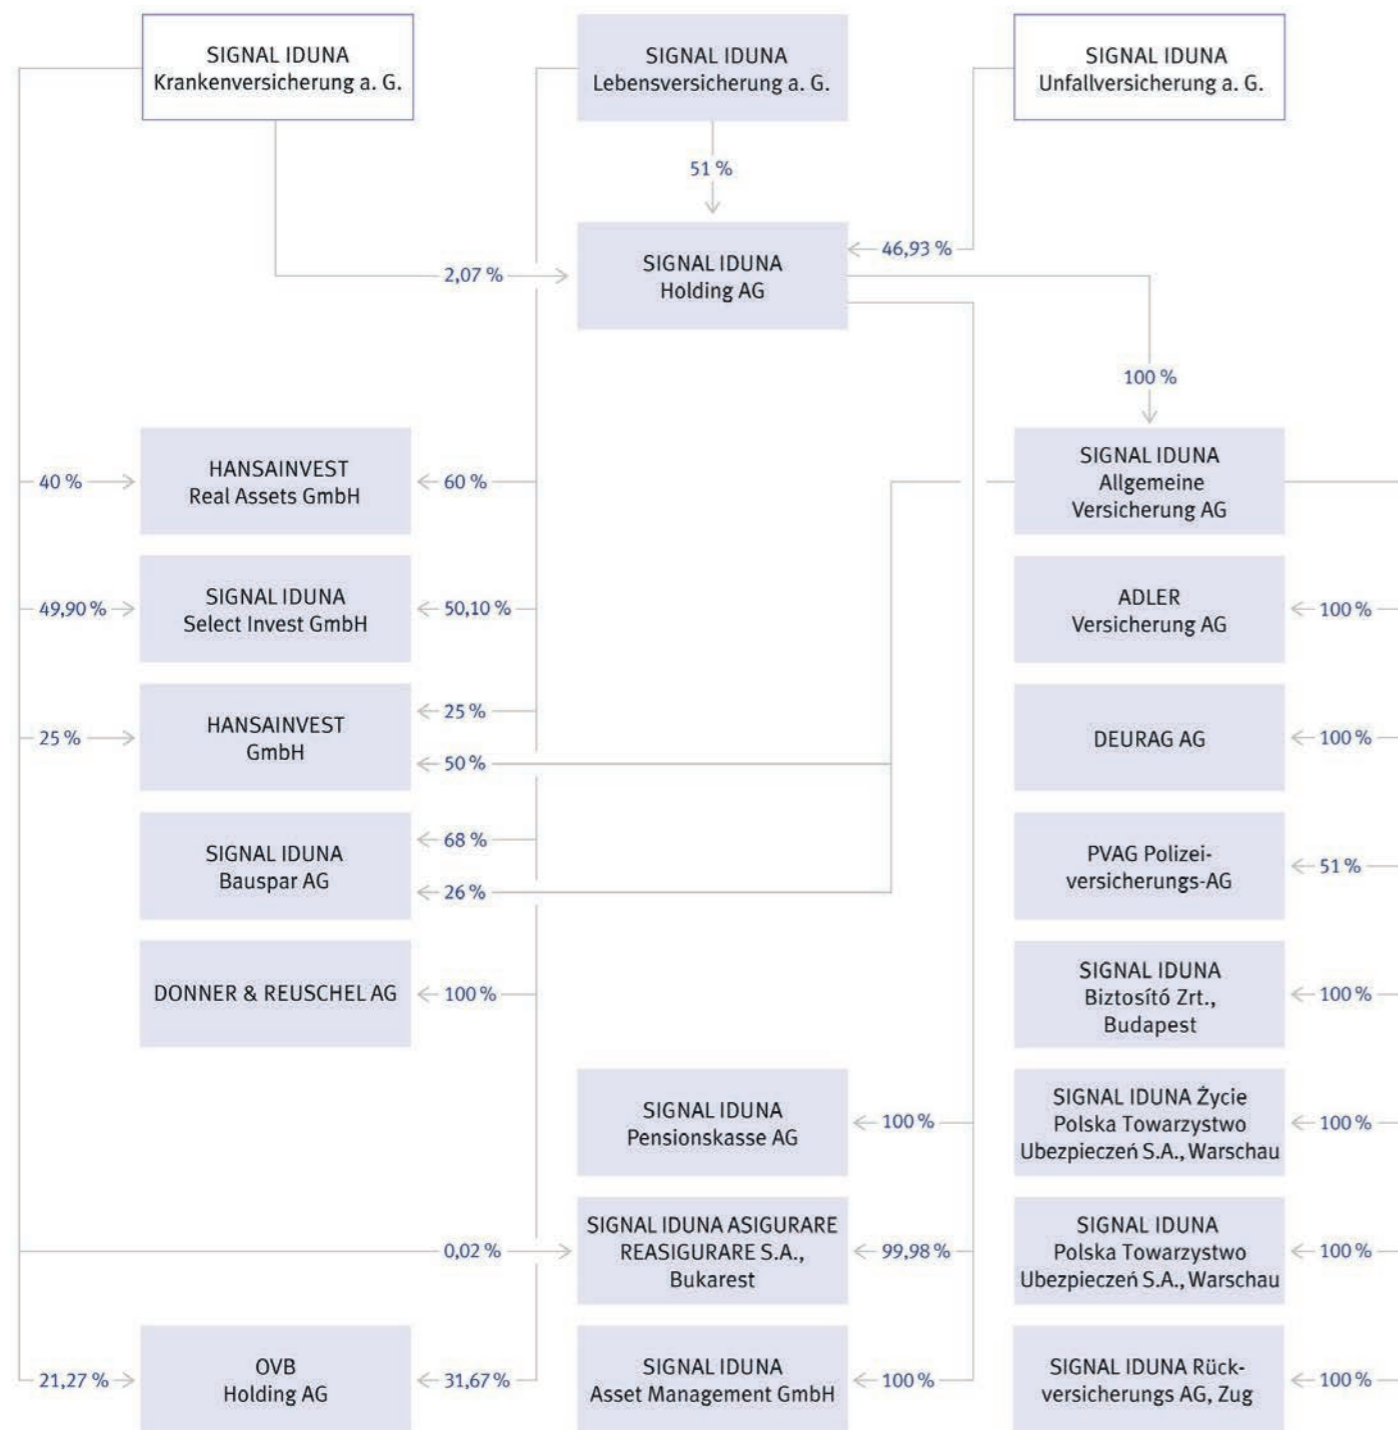 SIGNAL IDUNA
Krankenversicherung a. G.
SIGNAL IDUNA
Lebensversicherung a. G.
SIGNAL IDUNA
Unfallversicherung a. G.
51 %
46,93 %
SIGNAL IDUNA
Holding AG
2,07 %
100 %
40 %
HANSAINVEST
Real Assets GmbH
60 %
SIGNAL IDUNA
Allgemeine
Versicherung AG
49,90 %
SIGNAL IDUNA
Select Invest GmbH
50,10 %
ADLER
Versicherung AG
100 %
25 %
HANSAINVEST
GmbH
25 %
50 %
DEURAG AG
100 %
SIGNAL IDUNA
Bauspar AG
68 %
26 %
PVAG Polizei-
versicherungs-AG
51 %
DONNER & REUSCHEL AG
100 %
SIGNAL IDUNA
Biztosító Zrt.,
Budapest
100 %
SIGNAL IDUNA
Pensionskasse AG
100 %
SIGNAL IDUNA Życie
Polska Towarzystwo
Ubezpieczeń S.A., Warschau
100 %
0,02 %
SIGNAL IDUNA ASIGURARE
REASIGURARE S.A.,
Bukarest
99,98 %
SIGNAL IDUNA
Polska Towarzystwo
Ubezpieczeń S.A., Warschau
100 %
21,27 %
OVB
Holding AG
31,67 %
SIGNAL IDUNA
Asset Management GmbH
100 %
SIGNAL IDUNA Rück-
versicherungs AG, Zug
100 %